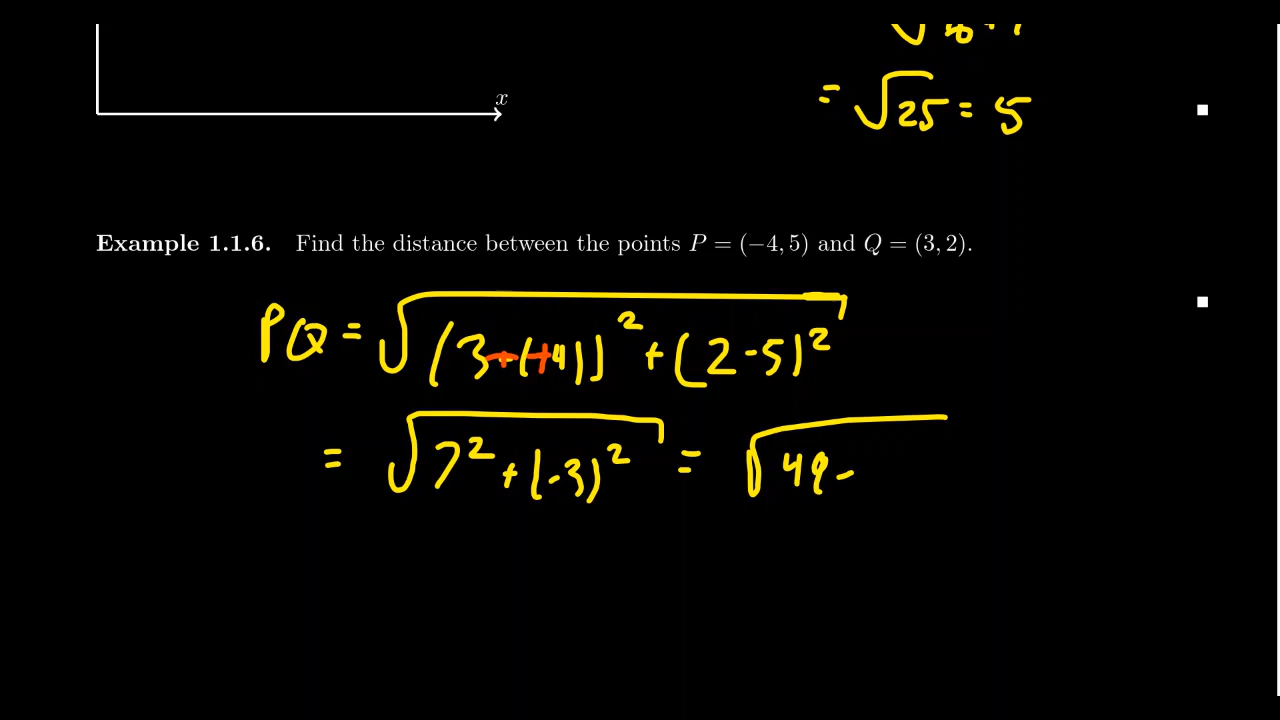 x
= √25 = 5
Example 1.1.6. Find the distance between the points P = (−4, 5) and Q = (3, 2).
PQ = √(3 + (+4))² + (2 - 5)²
= √7² + (-3)² = √49 -